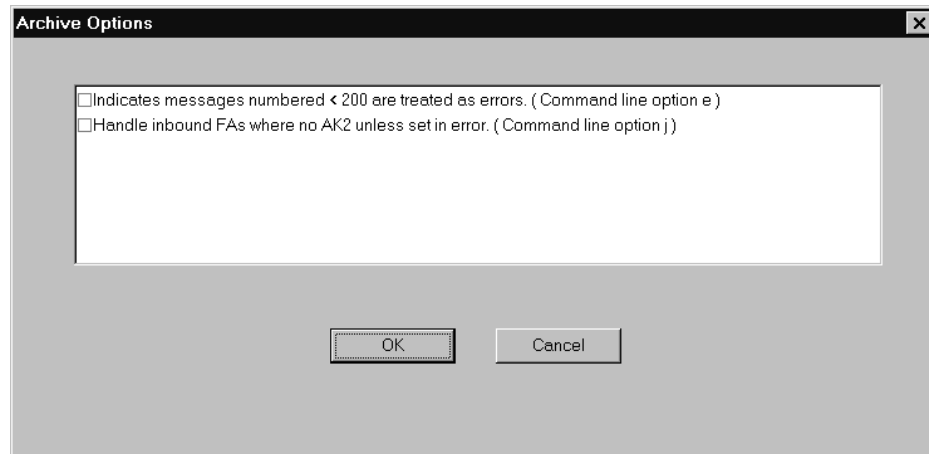 Archive Options
Indicates messages numbered < 200 are treated as errors. ( Command line option e )
Handle inbound FAs where no AK2 unless set in error. ( Command line option j )
OK
Cancel